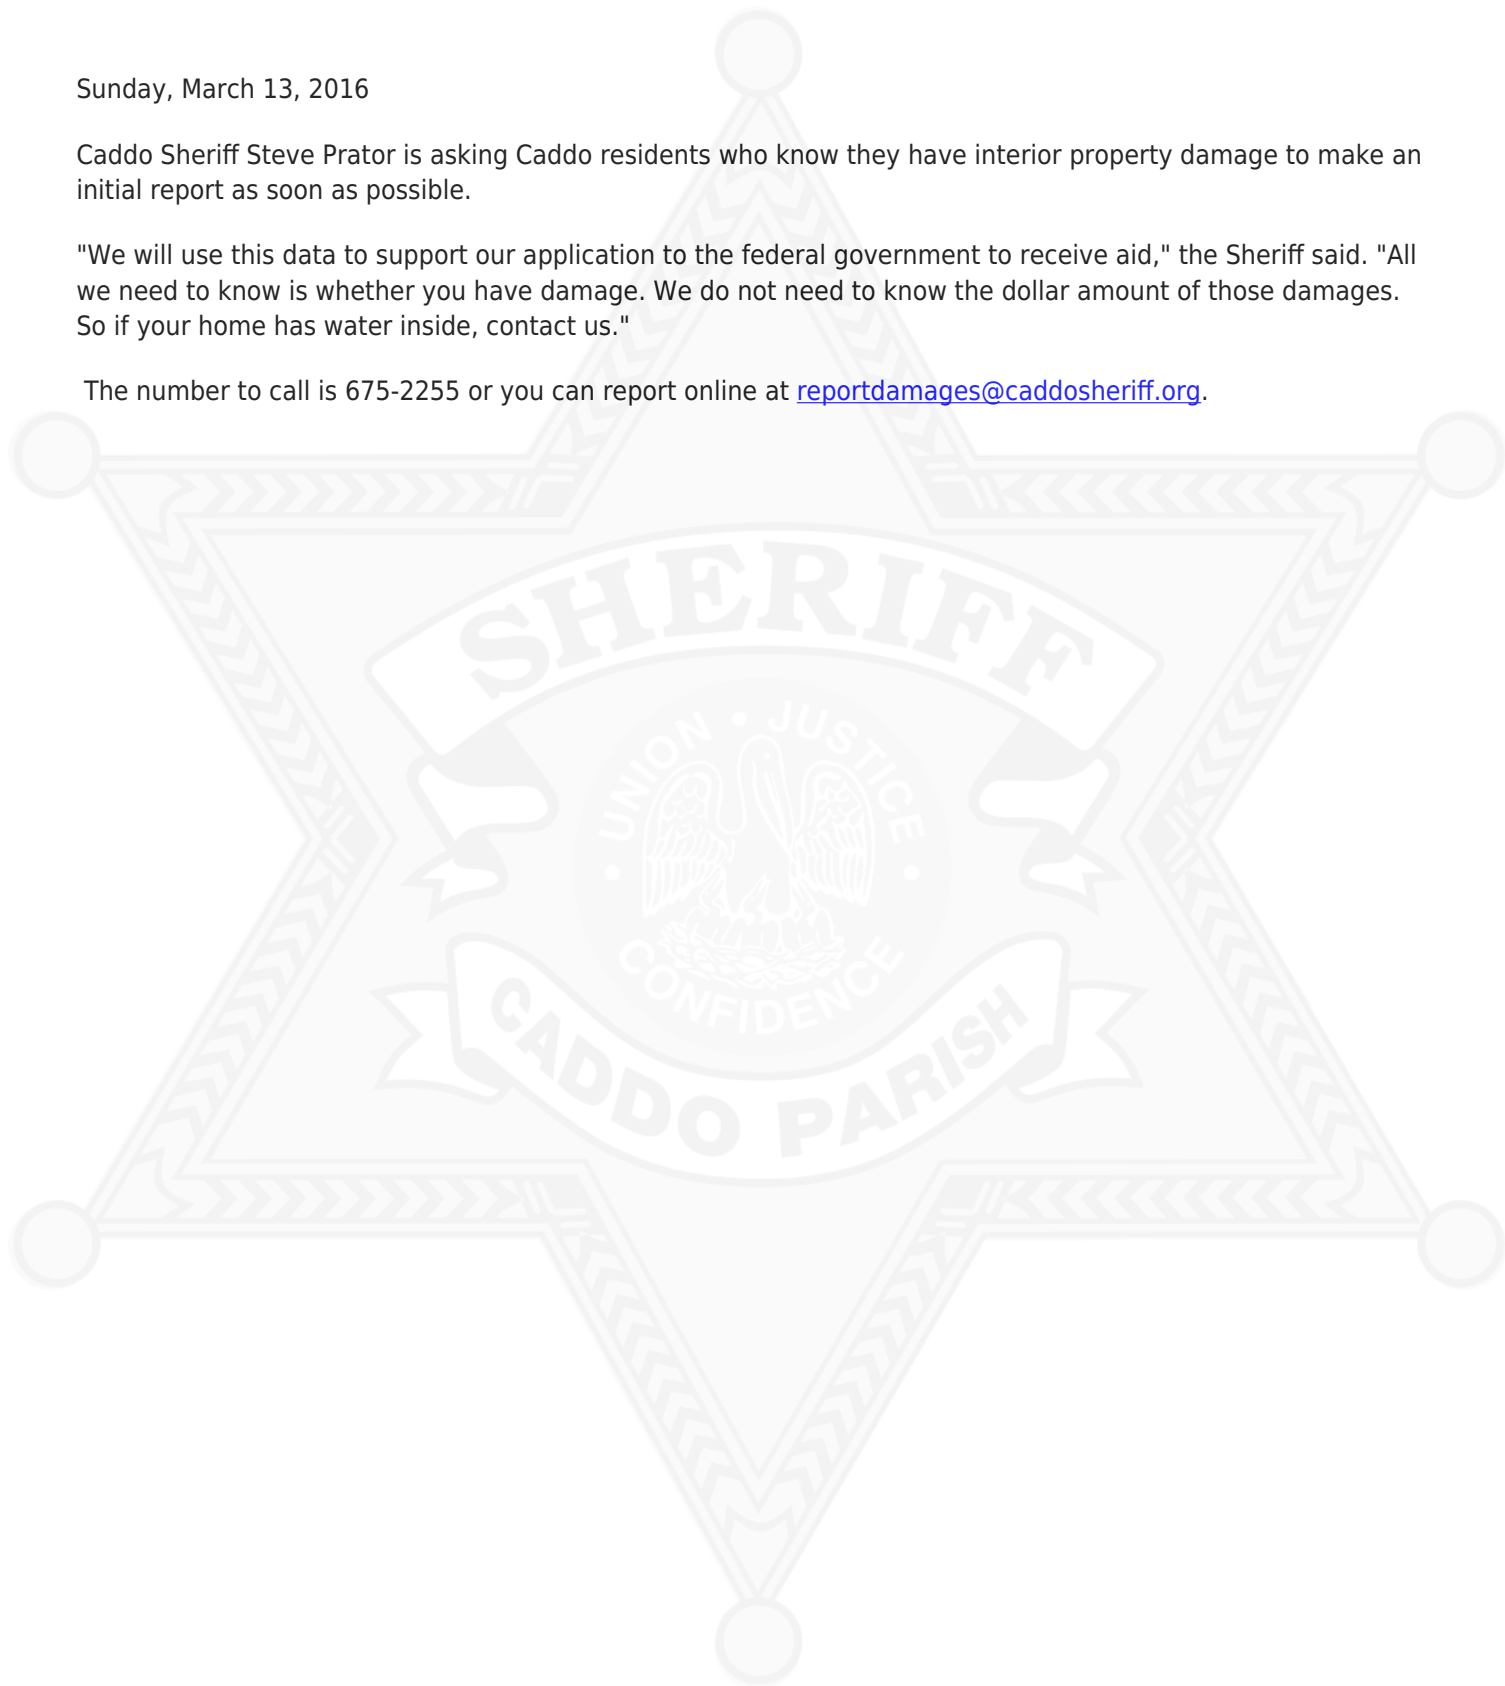 Sunday, March 13, 2016
Caddo Sheriff Steve Prator is asking Caddo residents who know they have interior property damage to make an
initial report as soon as possible.
"We will use this data to support our application to the federal government to receive aid," the Sheriff said. "All
we need to know is whether you have damage. We do not need to know the dollar amount of those damages.
So if your home has water inside, contact us."
The number to call is 675-2255 or you can report online at reportdamages@caddosheriff.org.
SHERIFF
UNION • JUSTICE
• CONFIDENCE •
CADDO PARISH